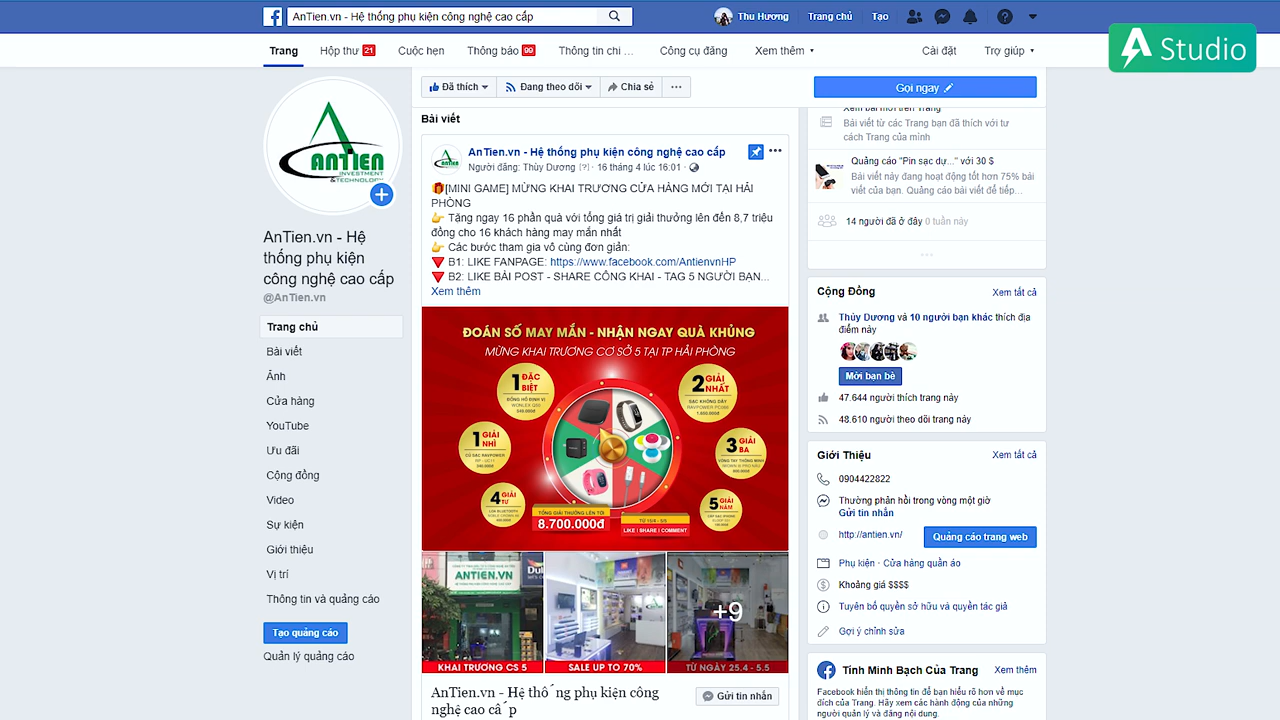 AnTien.vn - Hệ thống phụ kiện công nghệ cao cấp
Thu Hương
Trang chủ
Tạo
Studio
Trang
Hộp thư 21
Cuộc hẹn
Thông báo 99
Thông tin chi ...
Công cụ đăng
Xem thêm
Cài đặt
Trợ giúp
Đã thích
Đang theo dõi
Chia sẻ
Gọi ngay
ANTIEN
INVESTMENT
&TECHNOLOGY
AnTien.vn - Hệ
thống phụ kiện
công nghệ cao cấp
@AnTien.vn
Trang chủ
Bài viết
Ảnh
Cửa hàng
YouTube
Ưu đãi
Cộng đồng
Video
Sự kiện
Giới thiệu
Vị trí
Thông tin và quảng cáo
Tạo quảng cáo
Quản lý quảng cáo
Bài viết
AnTien.vn - Hệ thống phụ kiện công nghệ cao cấp
Người đăng: Thùy Dương [?] · 16 tháng 4 lúc 16:01 ·
[MINI GAME] MỪNG KHAI TRƯƠNG CỬA HÀNG MỚI TẠI HẢI
PHÒNG
Tặng ngay 16 phần quà với tổng giá trị giải thưởng lên đến 8,7 triệu
đồng cho 16 khách hàng may mắn nhất
Các bước tham gia vô cùng đơn giản:
B1: LIKE FANPAGE: https://www.facebook.com/AntienvnHP
B2: LIKE BÀI POST - SHARE CÔNG KHAI - TAG 5 NGƯỜI BẠN...
Xem thêm
ĐOÁN SỐ MAY MẮN - NHẬN NGAY QUÀ KHỦNG
MỪNG KHAI TRƯƠNG CƠ SỞ 5 TẠI TP HẢI PHÒNG
1 ĐẶC BIỆT
2 GIẢI NHẤT
1 GIẢI NHÌ
3 GIẢI BA
4 GIẢI TƯ
5 GIẢI NĂM
TỔNG GIẢI THƯỞNG LÊN TỚI
8.700.000đ
LIKE | SHARE | COMMENT
ANTIEN.VN
KHAI TRƯƠNG CS 5
SALE UP TO 70%
+9
TỪ NGÀY 25.4 - 5.5
AnTien.vn - Hệ thống phụ kiện công nghệ
cao cấp
Gửi tin nhắn
Xem bài mới trên Trang
Bài viết từ các Trang bạn đã thích với tư
cách Trang của mình
Quảng cáo "Pin sạc dự..." với 30 $
Bài viết này đang hoạt động tốt hơn 75% bài
viết của bạn. Quảng cáo bài viết để tiếp...
14 người đã ở đây 0 tuần này
Cộng Đồng
Xem tất cả
Thùy Dương và 10 người bạn khác thích địa
điểm này
Mời bạn bè
47.644 người thích trang này
48.610 người theo dõi trang này
Giới Thiệu
Xem tất cả
0904422822
Thường phản hồi trong vòng một giờ
Gửi tin nhắn
http://antien.vn/
Quảng cáo trang web
Phụ kiện · Cửa hàng quần áo
Khoảng giá $$$$
Tuyên bố quyền sở hữu và quyền tác giả
Gợi ý chỉnh sửa
Tính Minh Bạch Của Trang
Xem thêm
Facebook hiển thị thông tin để bạn hiểu rõ hơn về mục
đích của Trang. Hãy xem các hành động của những
người quản lý và đăng nội dung.